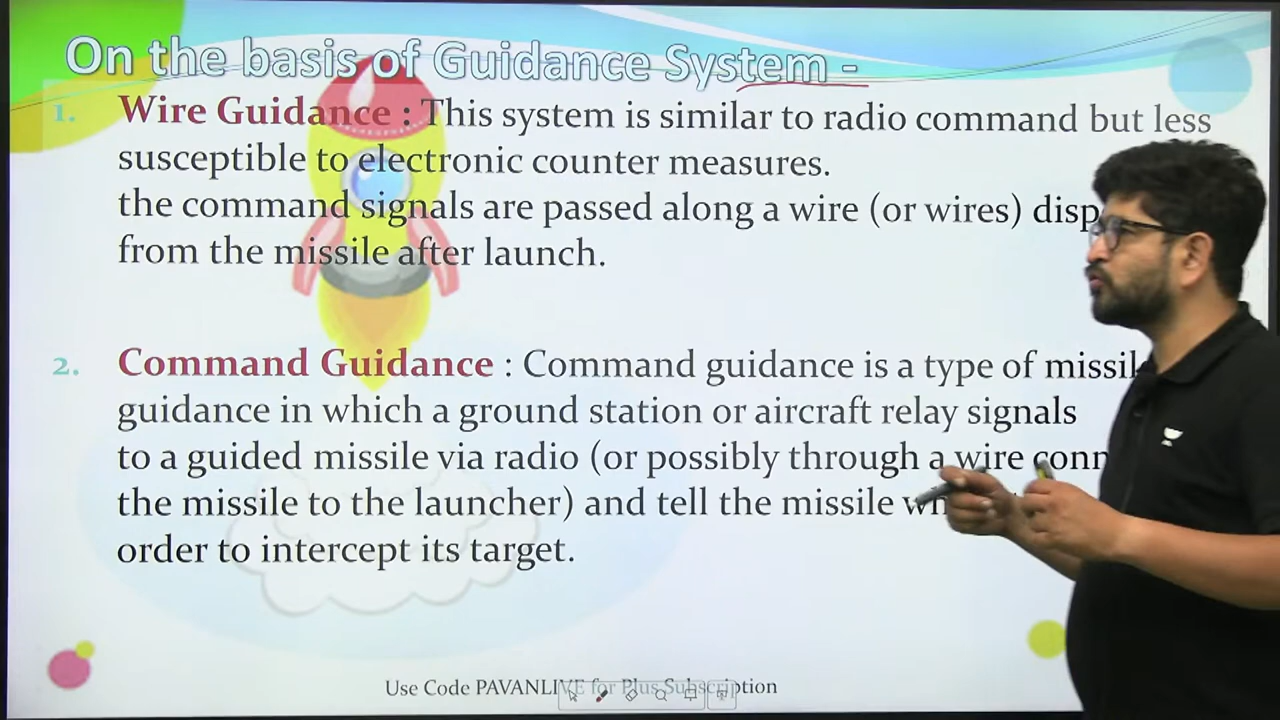 On the basis of Guidance System -
1. Wire Guidance : This system is similar to radio command but less
susceptible to electronic counter measures.
the command signals are passed along a wire (or wires)
from the missile after launch.
2. Command Guidance : Command guidance is a type of
guidance in which a ground station or aircraft relay signals
to a guided missile via radio (or possibly through a wire
the missile to the launcher) and tell the missile
order to intercept its target.
Use Code PAVANLIVE for Plus Subscription